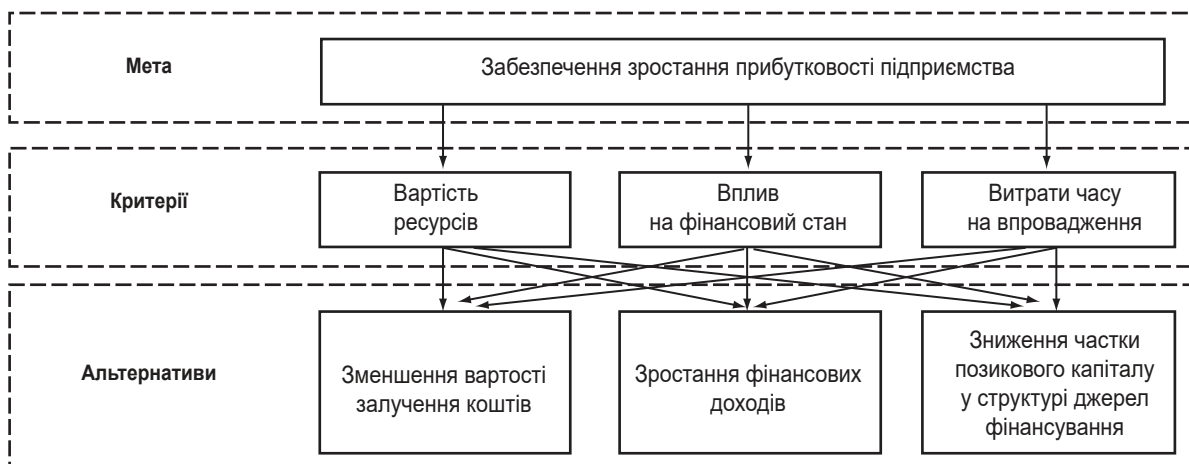 Мета
Забезпечення зростання прибутковості підприємства
Критерії
Вартість
ресурсів
Вплив
на фінансовий стан
Витрати часу
на впровадження
Альтернативи
Зменшення вартості
залучення коштів
Зростання фінансових
доходів
Зниження частки
позикового капіталу
у структурі джерел
фінансування